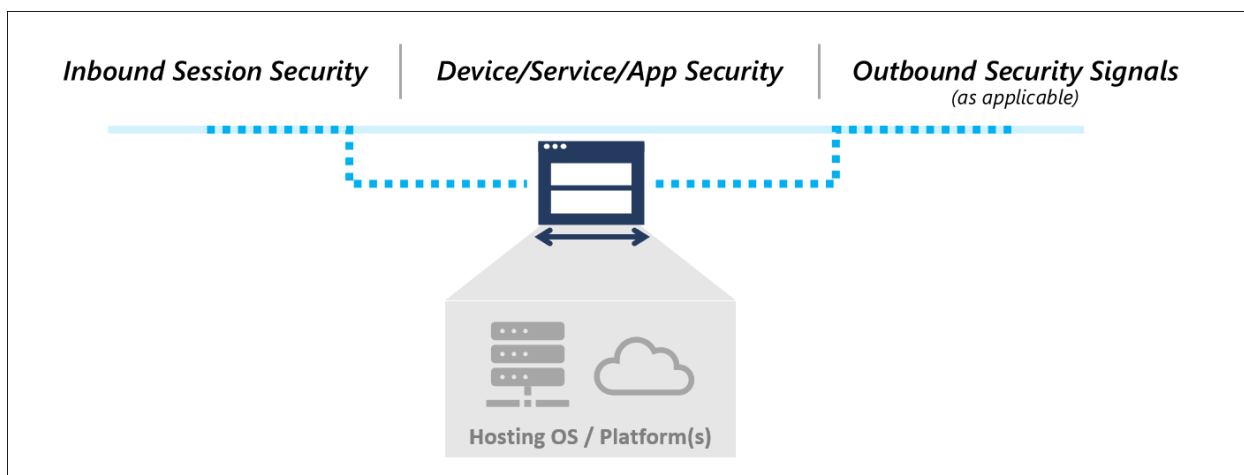 Inbound Session Security
Device/Service/App Security
Outbound Security Signals
(as applicable)
Hosting OS / Platform(s)